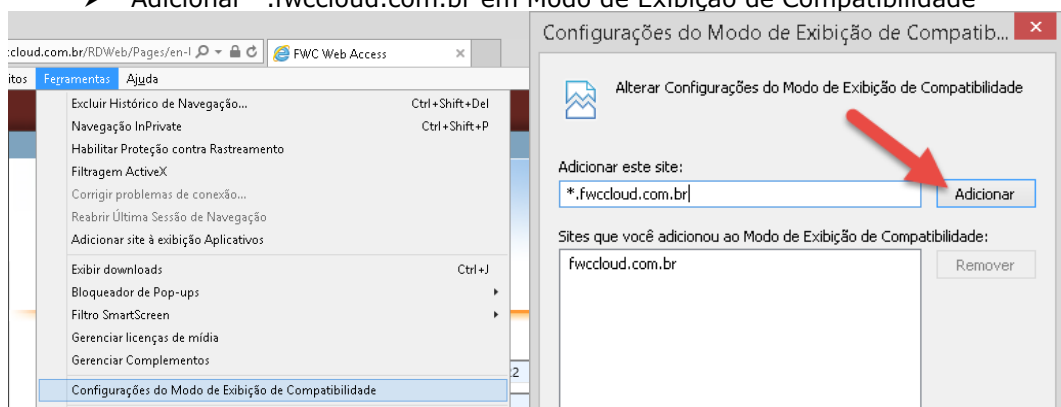 ➤ Adicionar *.fwccloud.com.br em Modo de Exibição de Compatibilidade
cloud.com.br/RDWeb/Pages/en-
FWC Web Access
itos Ferramentas Ajuda
Excluir Histórico de Navegação... Ctrl+Shift+Del
Navegação InPrivate Ctrl+Shift+P
Habilitar Proteção contra Rastreamento
Filtragem ActiveX
Corrigir problemas de conexão...
Reabrir Última Sessão de Navegação
Adicionar site à exibição Aplicativos
Exibir downloads Ctrl+J
Bloqueador de Pop-ups
Filtro SmartScreen
Gerenciar licenças de mídia
Gerenciar Complementos
Configurações do Modo de Exibição de Compatibilidade
Configurações do Modo de Exibição de Compatib...
Alterar Configurações do Modo de Exibição de Compatibilidade
Adicionar este site:
*.fwccloud.com.br
Adicionar
Sites que você adicionou ao Modo de Exibição de Compatibilidade:
fwccloud.com.br
Remover